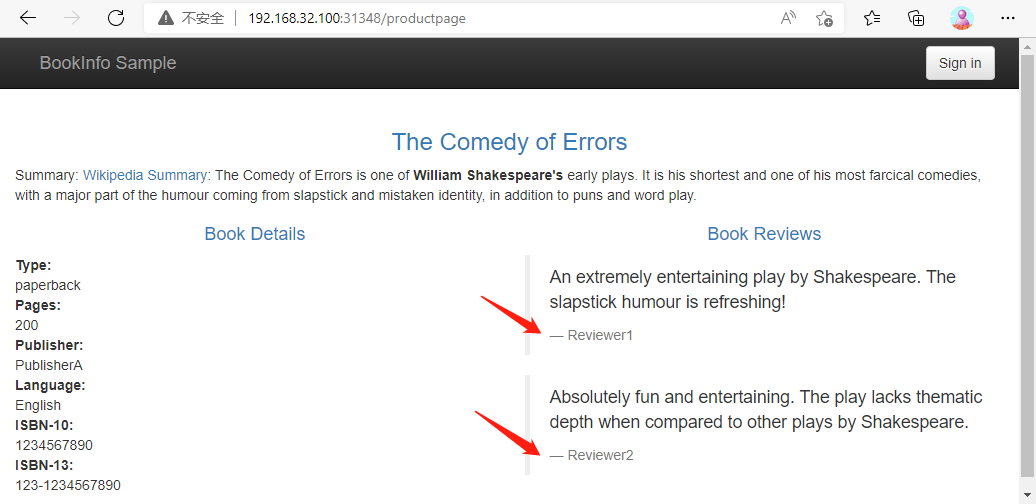 不安全 192.168.32.100:31348/productpage
BookInfo Sample
Sign in
The Comedy of Errors
Summary: Wikipedia Summary: The Comedy of Errors is one of William Shakespeare's early plays. It is his shortest and one of his most farcical comedies,
with a major part of the humour coming from slapstick and mistaken identity, in addition to puns and word play.
Book Details
Type:
paperback
Pages:
200
Publisher:
PublisherA
Language:
English
ISBN-10:
1234567890
ISBN-13:
123-1234567890
Book Reviews
An extremely entertaining play by Shakespeare. The
slapstick humour is refreshing!
— Reviewer1
Absolutely fun and entertaining. The play lacks thematic
depth when compared to other plays by Shakespeare.
— Reviewer2